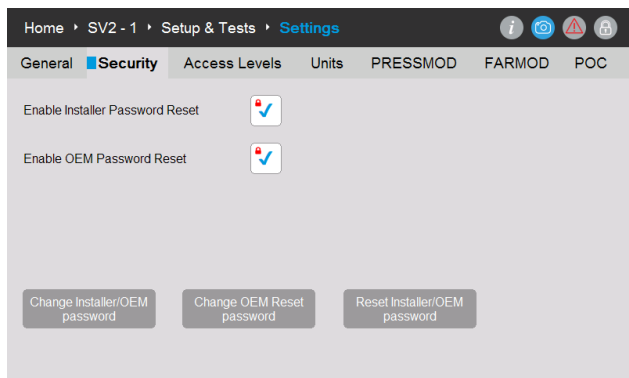 Home ‣ SV2 - 1 ‣ Setup & Tests ‣ Settings
General Security Access Levels Units PRESSMOD FARMOD POC
Enable Installer Password Reset
Enable OEM Password Reset
Change Installer/OEM
password
Change OEM Reset
password
Reset Installer/OEM
password